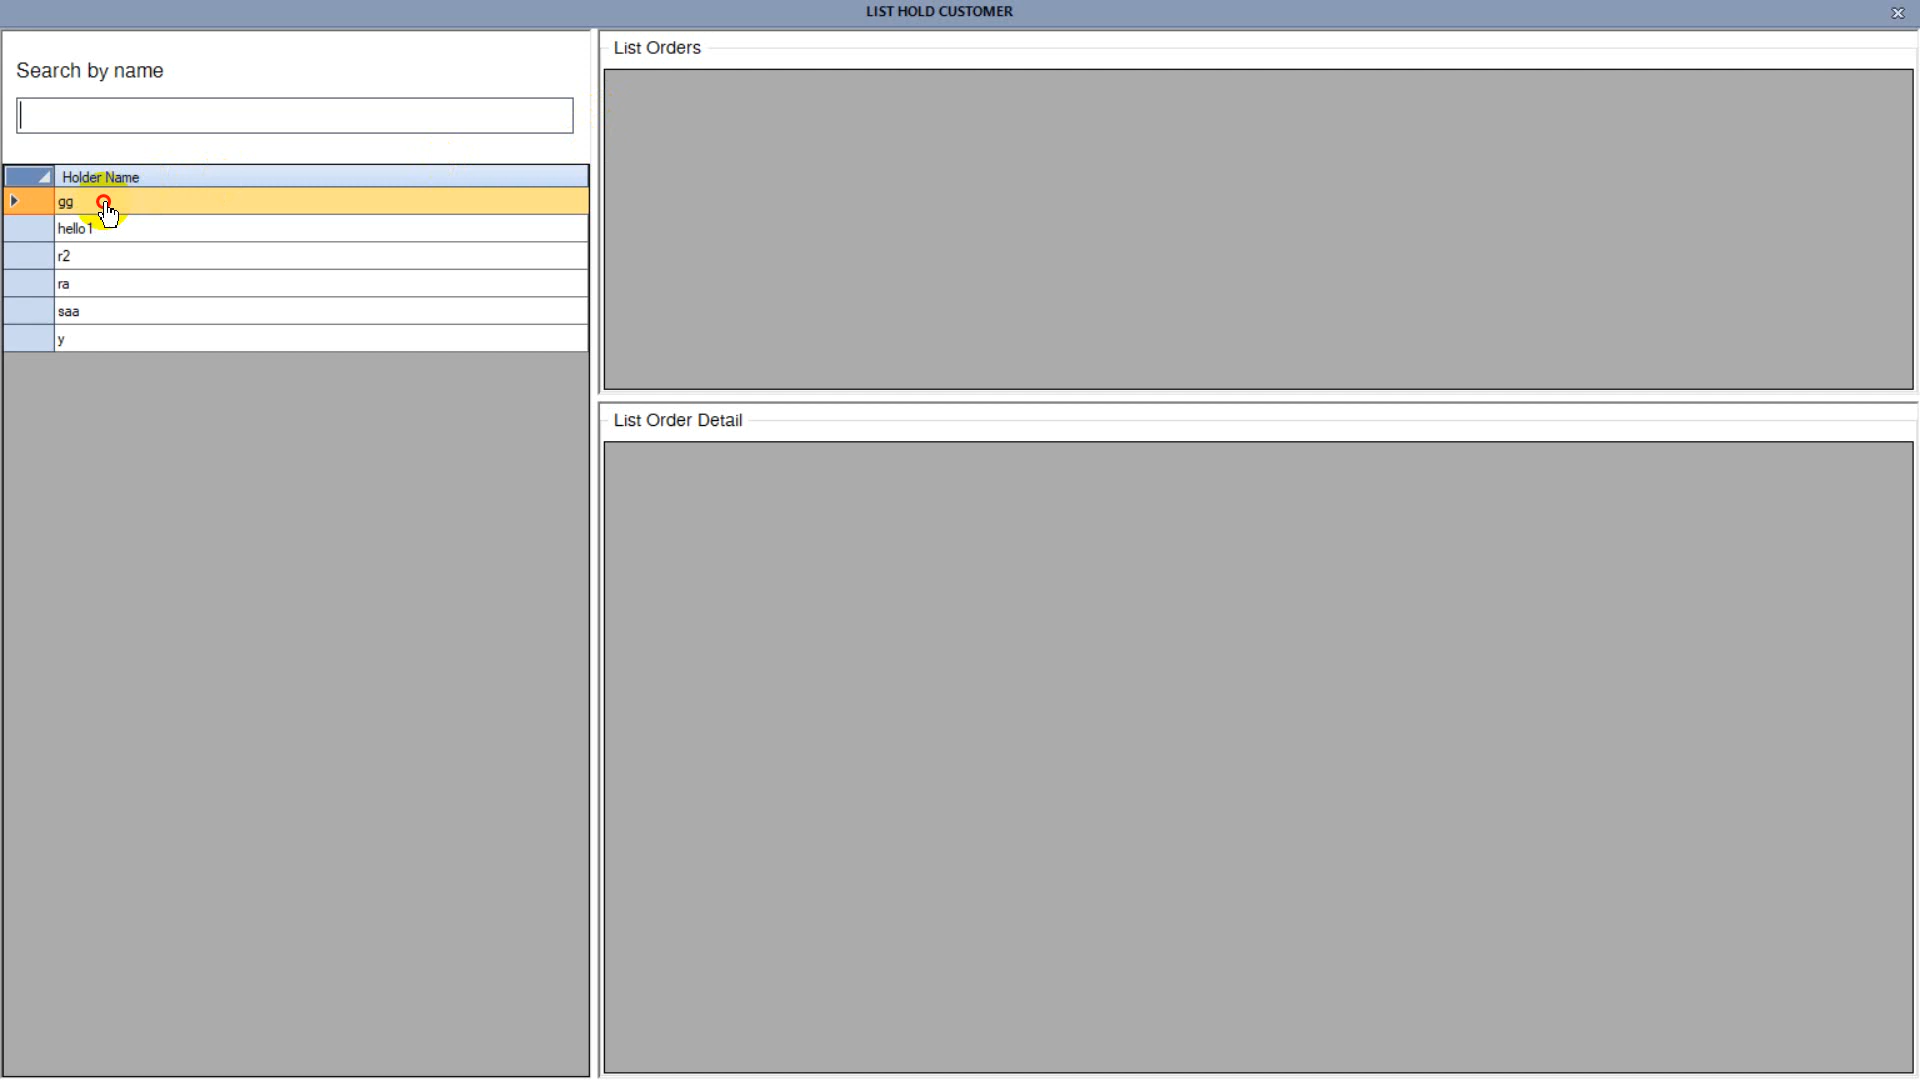 LIST HOLD CUSTOMER
Search by name
Holder Name
gg
hello1
r2
ra
saa
y
List Orders
List Order Detail